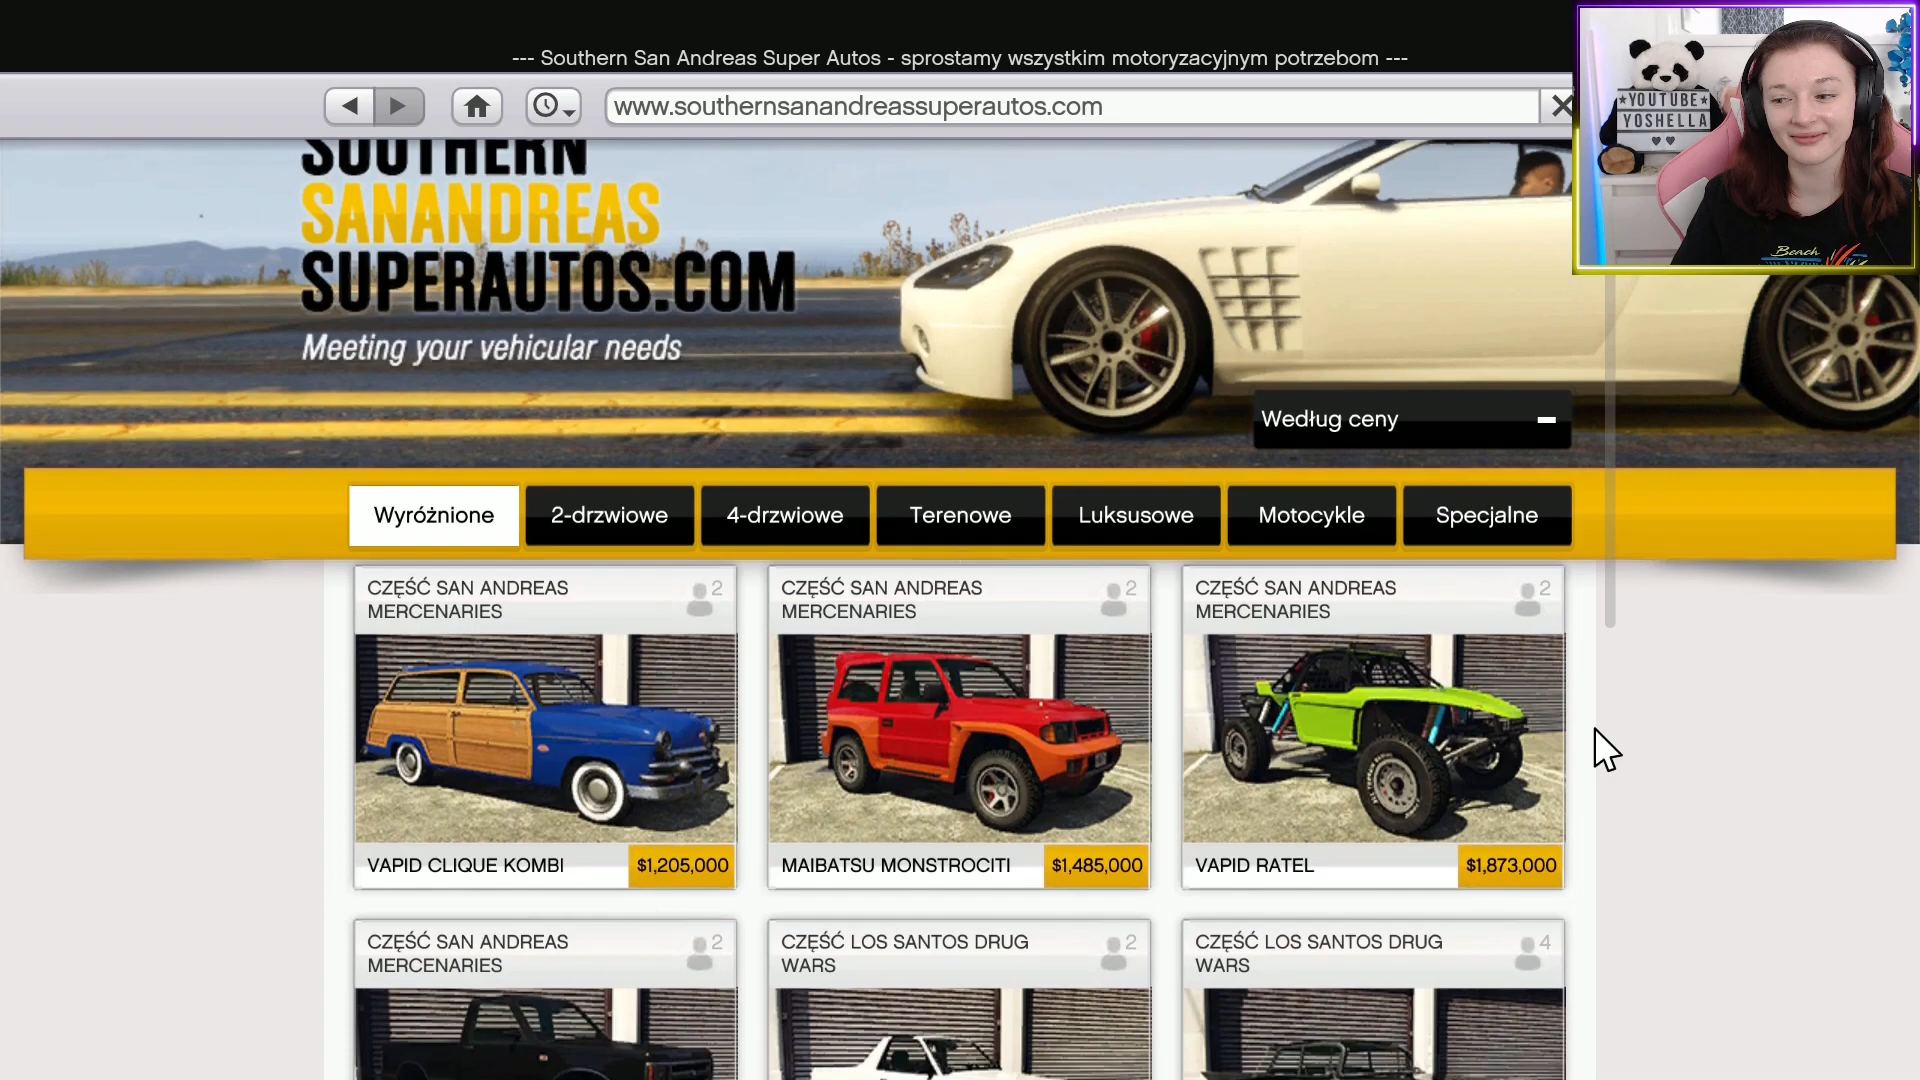 --- Southern San Andreas Super Autos - sprostamy wszystkim motoryzacyjnym potrzebom ---
www.southernsanandreassuperautos.com
★YOUTUBE★
YOSHELLA
Beach
SOUTHERN
SANANDREAS
SUPERAUTOS.COM
Meeting your vehicular needs
Według ceny
Wyróżnione 2-drzwiowe 4-drzwiowe Terenowe Luksusowe Motocykle Specjalne
CZĘŚĆ SAN ANDREAS
MERCENARIES
2
VAPID CLIQUE KOMBI $1,205,000
CZĘŚĆ SAN ANDREAS
MERCENARIES
2
MAIBATSU MONSTROCITI $1,485,000
CZĘŚĆ SAN ANDREAS
MERCENARIES
2
VAPID RATEL $1,873,000
CZĘŚĆ SAN ANDREAS
MERCENARIES
2
CZĘŚĆ LOS SANTOS DRUG
WARS
2
CZĘŚĆ LOS SANTOS DRUG
WARS
4